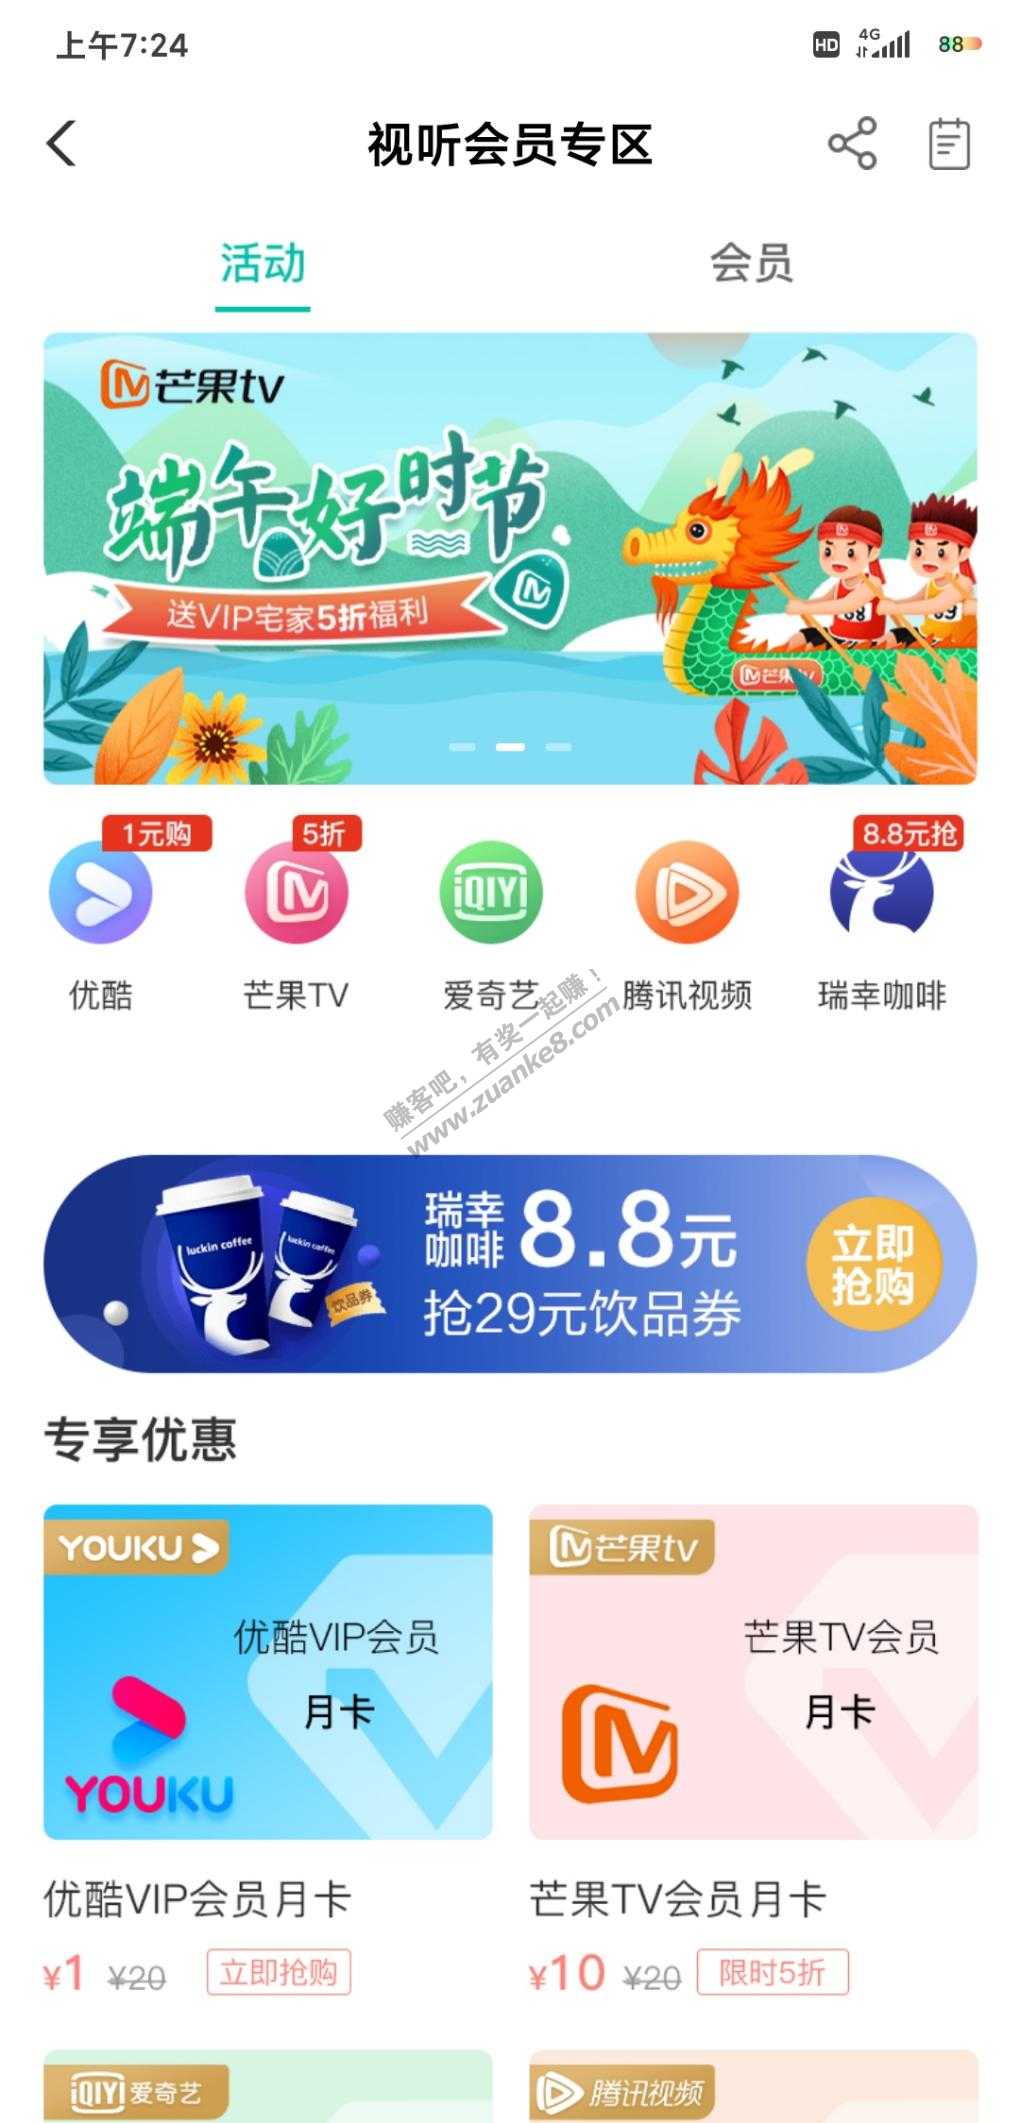 上午7:24
HD 4G 88
视听会员专区
活动 会员
芒果tv
端午好时节
送VIP宅家5折福利
芒果tv
68 69
1元购 5折 8.8元抢
iQIYI
优酷 芒果TV 爱奇艺 腾讯视频 瑞幸咖啡
赚客吧，有奖一起赚！
www.zuanke8.com
瑞幸咖啡 8.8元
抢29元饮品券
立即抢购
luckin coffee luckin coffee
饮品券
专享优惠
YOUKU 芒果tv
优酷VIP会员 芒果TV会员
月卡 月卡
YOUKU
优酷VIP会员月卡 芒果TV会员月卡
¥1 ¥20 立即抢购 ¥10 ¥20 限时5折
iQIYI 爱奇艺 腾讯视频